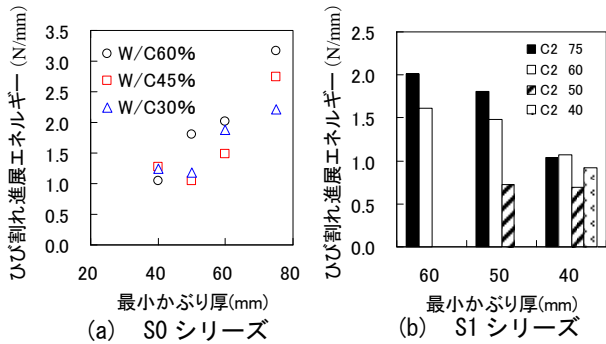 ひび割れ進展エネルギー (N/mm)
3.5
3.0
2.5
2.0
1.5
1.0
0.5
0.0
W/C60%
W/C45%
W/C30%
20 40 60 80
最小かぶり厚(mm)
(a) S0 シリーズ
ひび割れ進展エネルギー (N/mm)
2.5
2.0
1.5
1.0
0.5
0.0
C2 75
C2 60
C2 50
C2 40
60 50 40
最小かぶり厚(mm)
(b) S1 シリーズ